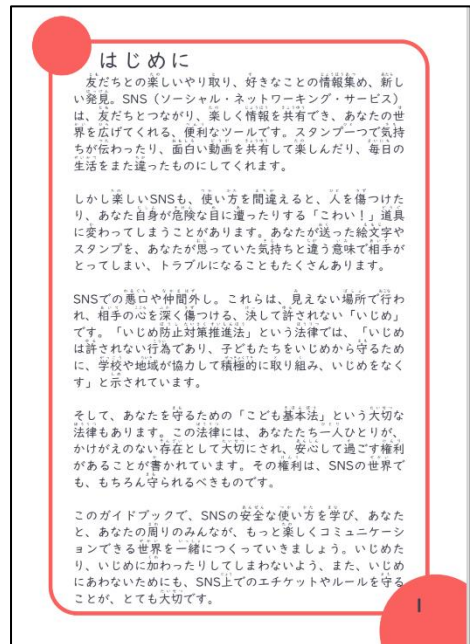 はじめに
友だちとの楽しいやり取り、好きなことの情報集め、新し
い発見。SNS（ソーシャル・ネットワーキング・サービス）
は、友だちとつながり、楽しく情報を共有でき、あなたの世
界を広げてくれる、便利なツールです。スタンプ一つで気持
ちが伝わったり、面白い動画を共有して楽しんだり、毎日の
生活をまた違ったものにしてくれます。
しかし楽しいSNSも、使い方を間違えると、人を傷つけた
り、あなた自身が危険な目に遭ったりする「こわい！」道具
に変わってしまうことがあります。あなたが送った絵文字や
スタンプを、あなたが思っていた気持ちと違う意味で相手が
とってしまい、トラブルになることもたくさんあります。
SNSでの悪口や仲間外し。これらは、見えない場所で行わ
れ、相手の心を深く傷つける、決して許されない「いじめ」
です。「いじめ防止対策推進法」という法律では、「いじめ
は許されない行為であり、子どもたちをいじめから守るため
に、学校や地域が協力して積極的に取り組み、いじめをなく
す」と示されています。
そして、あなたを守るための「こども基本法」という大切な
法律もあります。この法律には、あなたたち一人ひとりが、
かけがえのない存在として大切にされ、安心して過ごす権利
があることが書かれています。その権利は、SNSの世界で
も、もちろん守られるべきものです。
このガイドブックで、SNSの安全な使い方を学び、あなた
と、あなたの周りのみんなが、もっと楽しくコミュニケーシ
ョンできる世界を一緒につくっていきましょう。いじめた
り、いじめに加わったりしてしまわないよう、また、いじめ
にあわないためにも、SNS上でのエチケットやルールを守る
ことが、とても大切です。
1